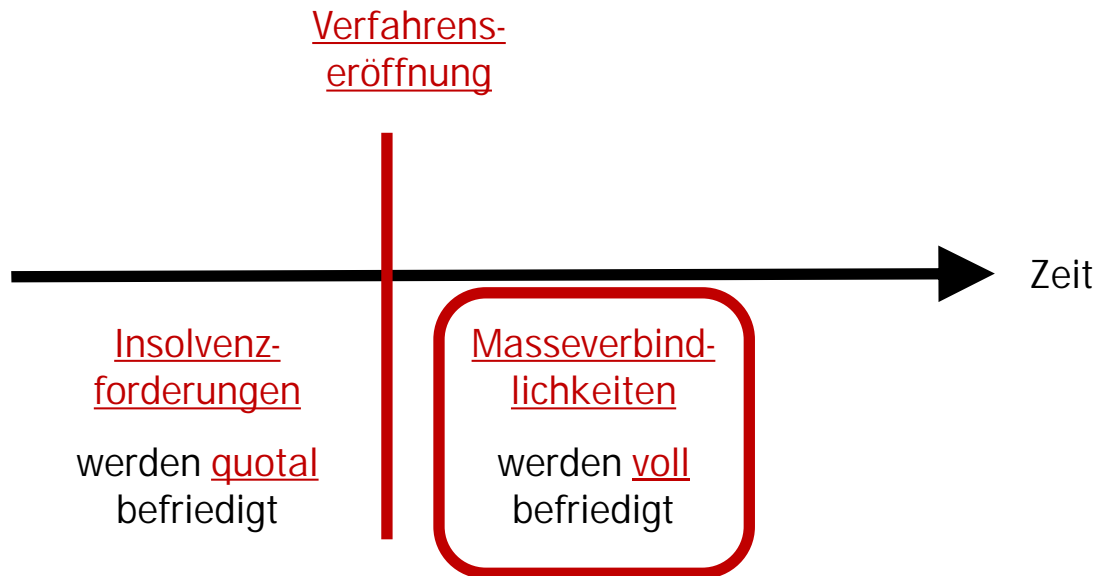 Verfahrens-
eröffnung
Zeit
Insolvenz-
forderungen
werden quotal
befriedigt
Masseverbind-
lichkeiten
werden voll
befriedigt